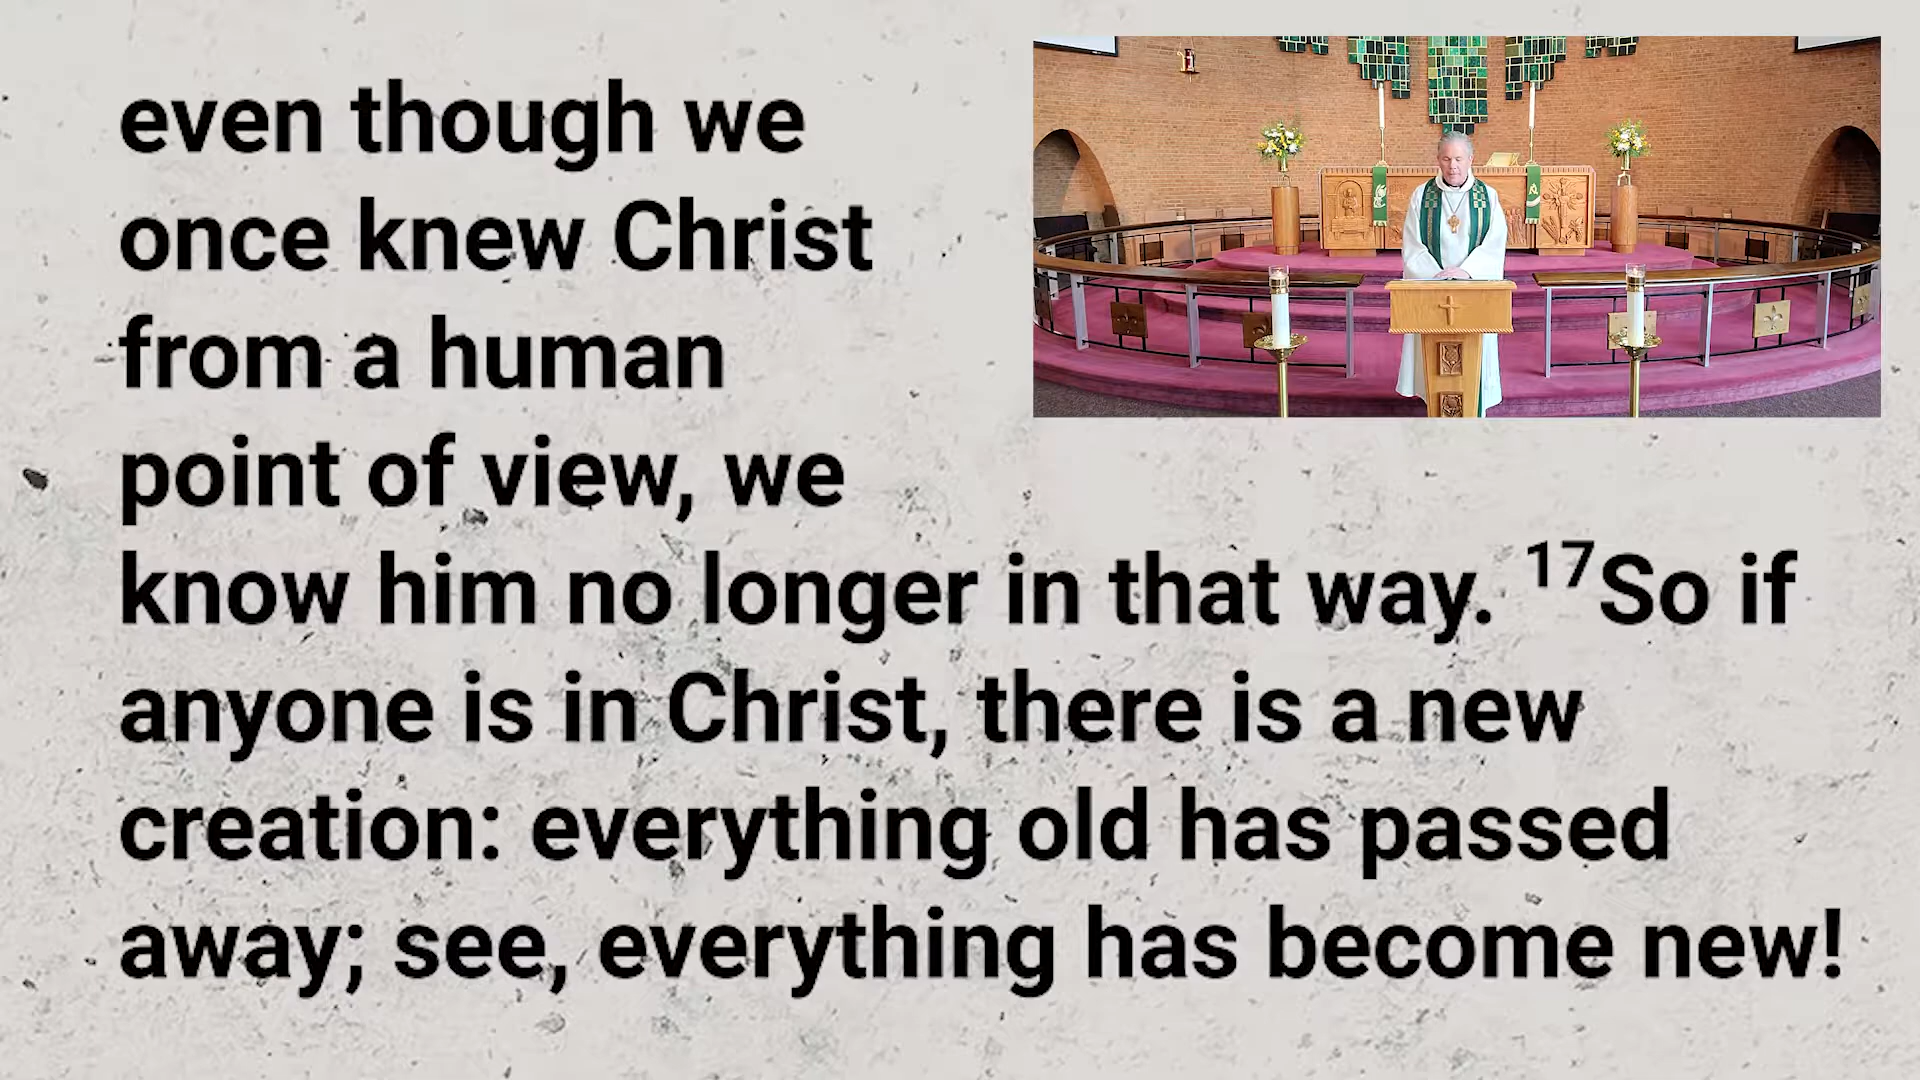 even though we
once knew Christ
from a human
point of view, we
know him no longer in that way. ¹⁷So if
anyone is in Christ, there is a new
creation: everything old has passed
away; see, everything has become new!